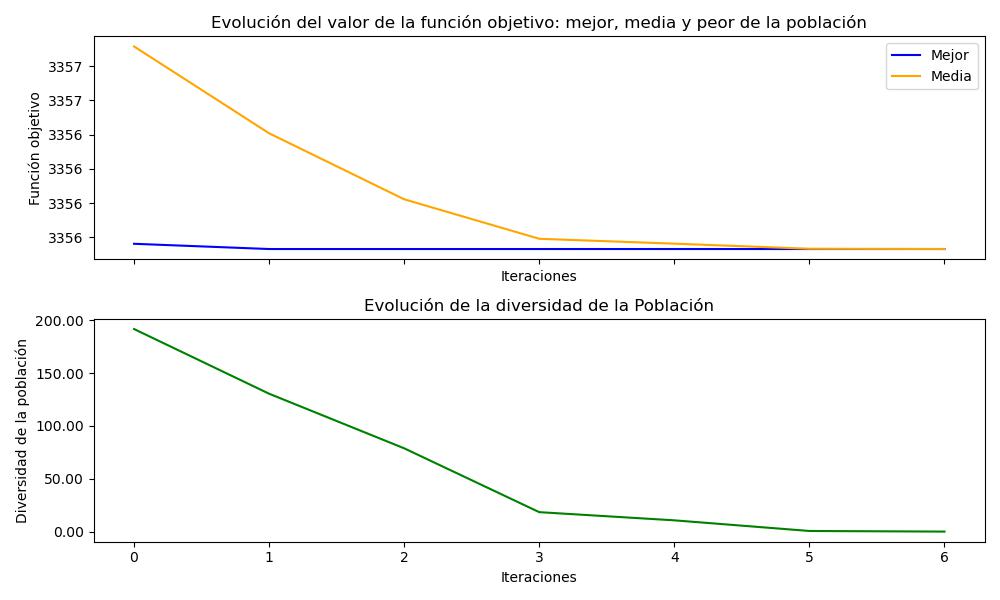 Evolución del valor de la función objetivo: mejor, media y peor de la población
Mejor
Media
3357
3357
3356
3356
3356
3356
Función objetivo
Iteraciones
Evolución de la diversidad de la Población
200.00
150.00
100.00
50.00
0.00
Diversidad de la población
0 1 2 3 4 5 6
Iteraciones